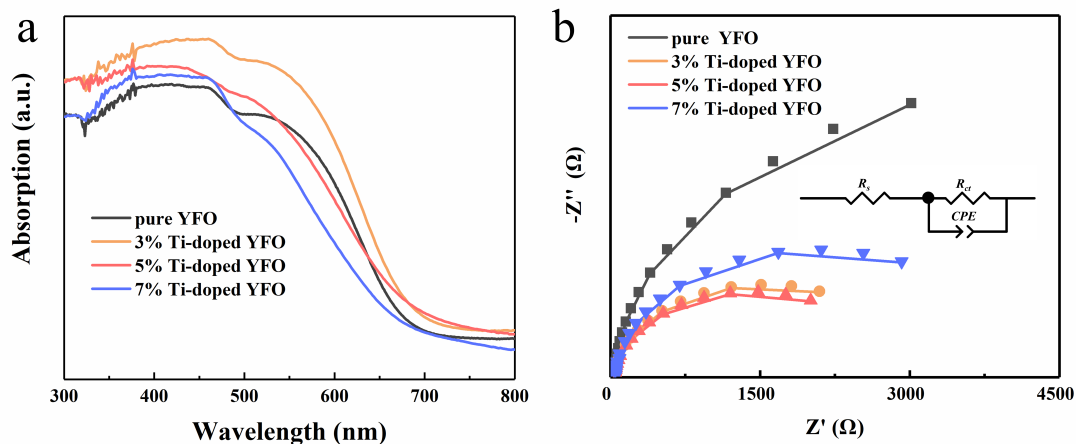 a
Absorption (a.u.)
pure YFO
3% Ti-doped YFO
5% Ti-doped YFO
7% Ti-doped YFO
300 400 500 600 700 800
Wavelength (nm)
b
-Z'' (Ω)
pure YFO
3% Ti-doped YFO
5% Ti-doped YFO
7% Ti-doped YFO
Rs Rct
CPE
0 1500 3000 4500
Z' (Ω)